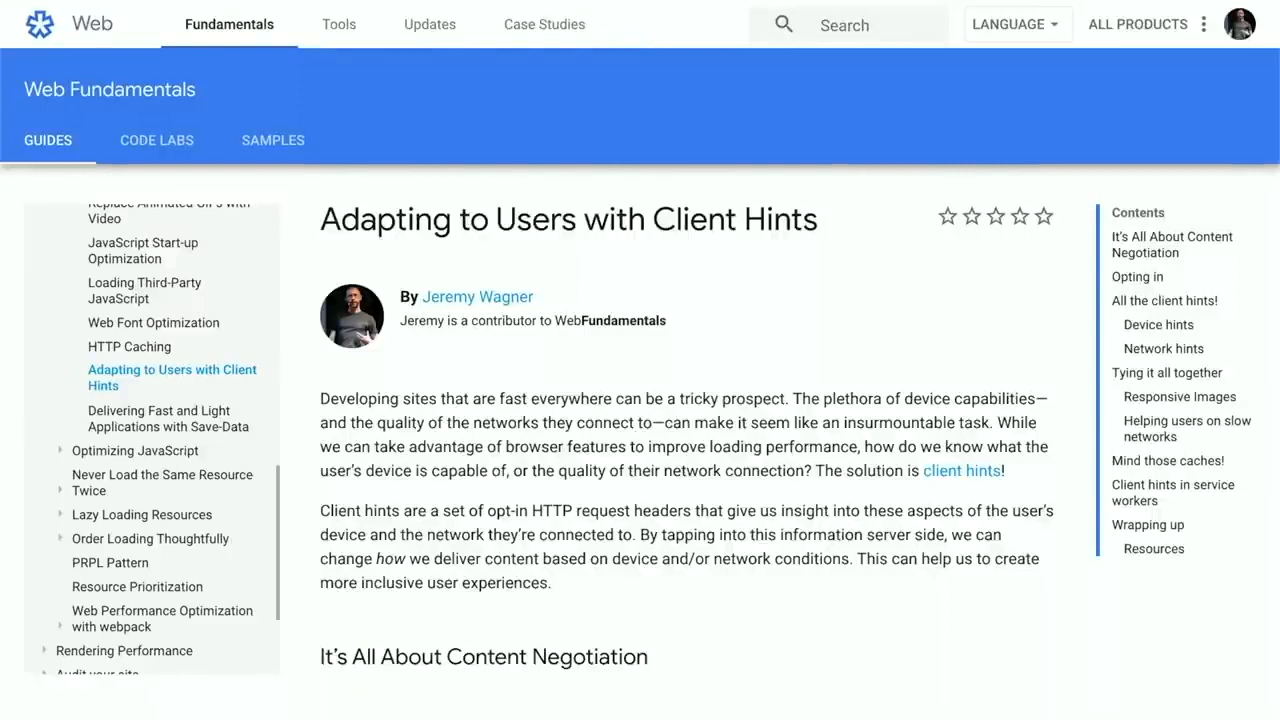 Web
Fundamentals
Tools
Updates
Case Studies
Search
LANGUAGE
ALL PRODUCTS
Web Fundamentals
GUIDES
CODE LABS
SAMPLES
Replace Animated GIFs with
Video
JavaScript Start-up
Optimization
Loading Third-Party
JavaScript
Web Font Optimization
HTTP Caching
Adapting to Users with Client
Hints
Delivering Fast and Light
Applications with Save-Data
Optimizing JavaScript
Never Load the Same Resource
Twice
Lazy Loading Resources
Order Loading Thoughtfully
PRPL Pattern
Resource Prioritization
Web Performance Optimization
with webpack
Rendering Performance
Audit your site
Adapting to Users with Client Hints
By Jeremy Wagner
Jeremy is a contributor to WebFundamentals
Developing sites that are fast everywhere can be a tricky prospect. The plethora of device capabilities—
and the quality of the networks they connect to—can make it seem like an insurmountable task. While
we can take advantage of browser features to improve loading performance, how do we know what the
user's device is capable of, or the quality of their network connection? The solution is client hints!
Client hints are a set of opt-in HTTP request headers that give us insight into these aspects of the user's
device and the network they're connected to. By tapping into this information server side, we can
change how we deliver content based on device and/or network conditions. This can help us to create
more inclusive user experiences.
It's All About Content Negotiation
Contents
It's All About Content
Negotiation
Opting in
All the client hints!
Device hints
Network hints
Tying it all together
Responsive Images
Helping users on slow
networks
Mind those caches!
Client hints in service
workers
Wrapping up
Resources